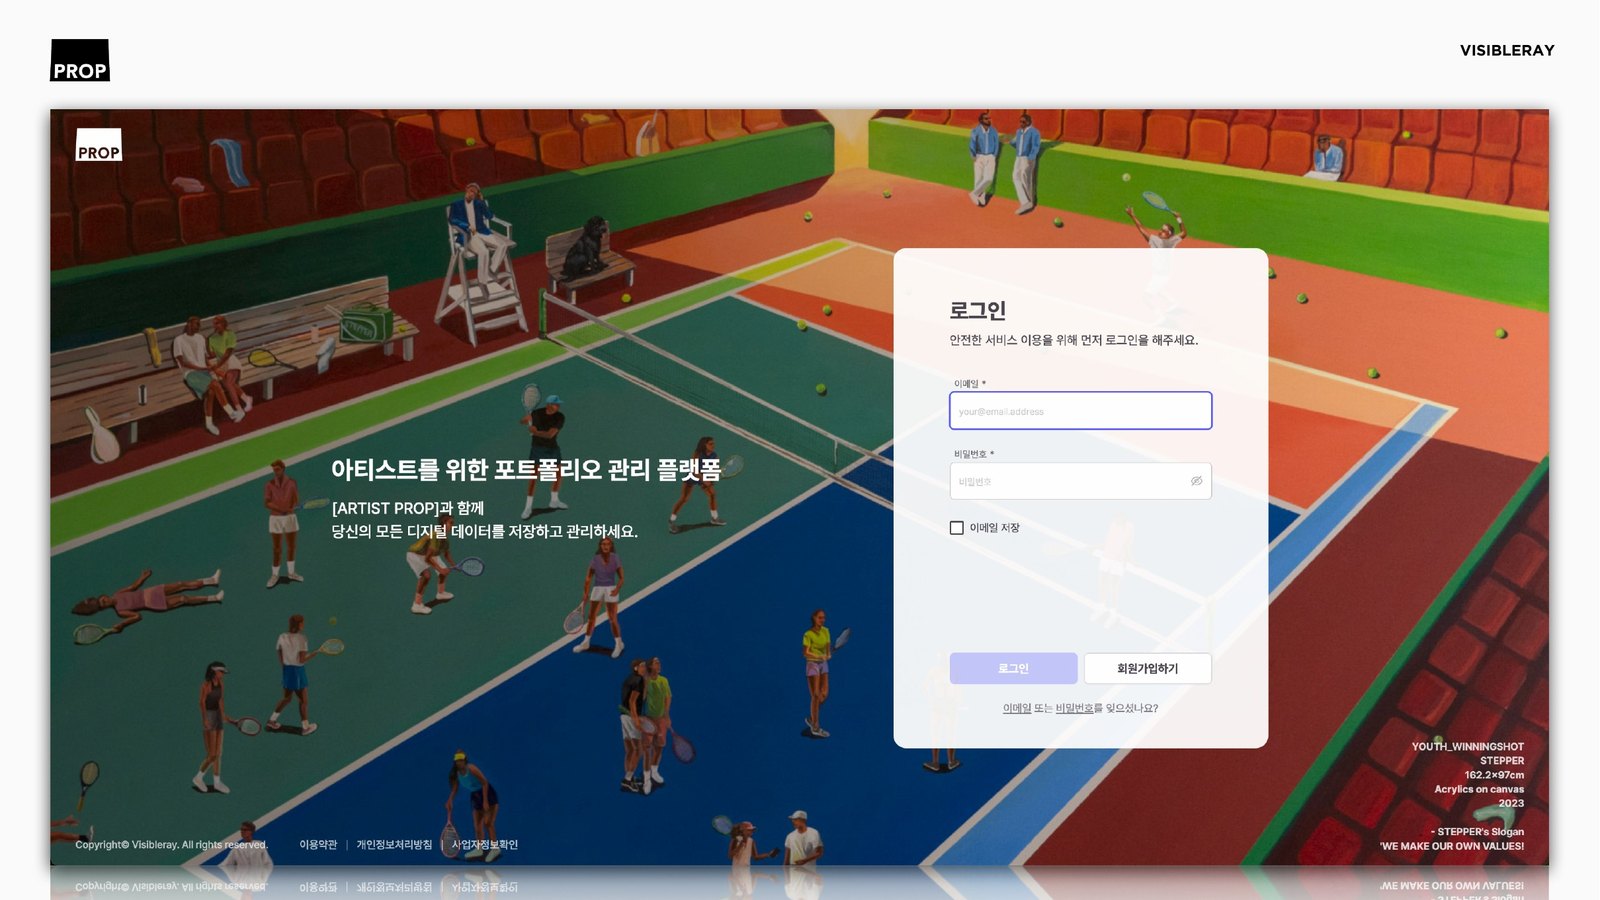 PROP
VISIBLERAY
PROP
아티스트를 위한 포트폴리오 관리 플랫폼
[ARTIST PROP]과 함께
당신의 모든 디지털 데이터를 저장하고 관리하세요.
로그인
안전한 서비스 이용을 위해 먼저 로그인을 해주세요.
이메일 *
your@email.address
비밀번호 *
비밀번호
이메일 저장
로그인
회원가입하기
이메일 또는 비밀번호를 잊으셨나요?
YOUTH_WINNINGSHOT
STEPPER
162.2×97cm
Acrylics on canvas
2023
- STEPPER's Slogan
'WE MAKE OUR OWN VALUES!
Copyright© Visibleray. All rights reserved.
이용약관 | 개인정보처리방침 | 사업자정보확인